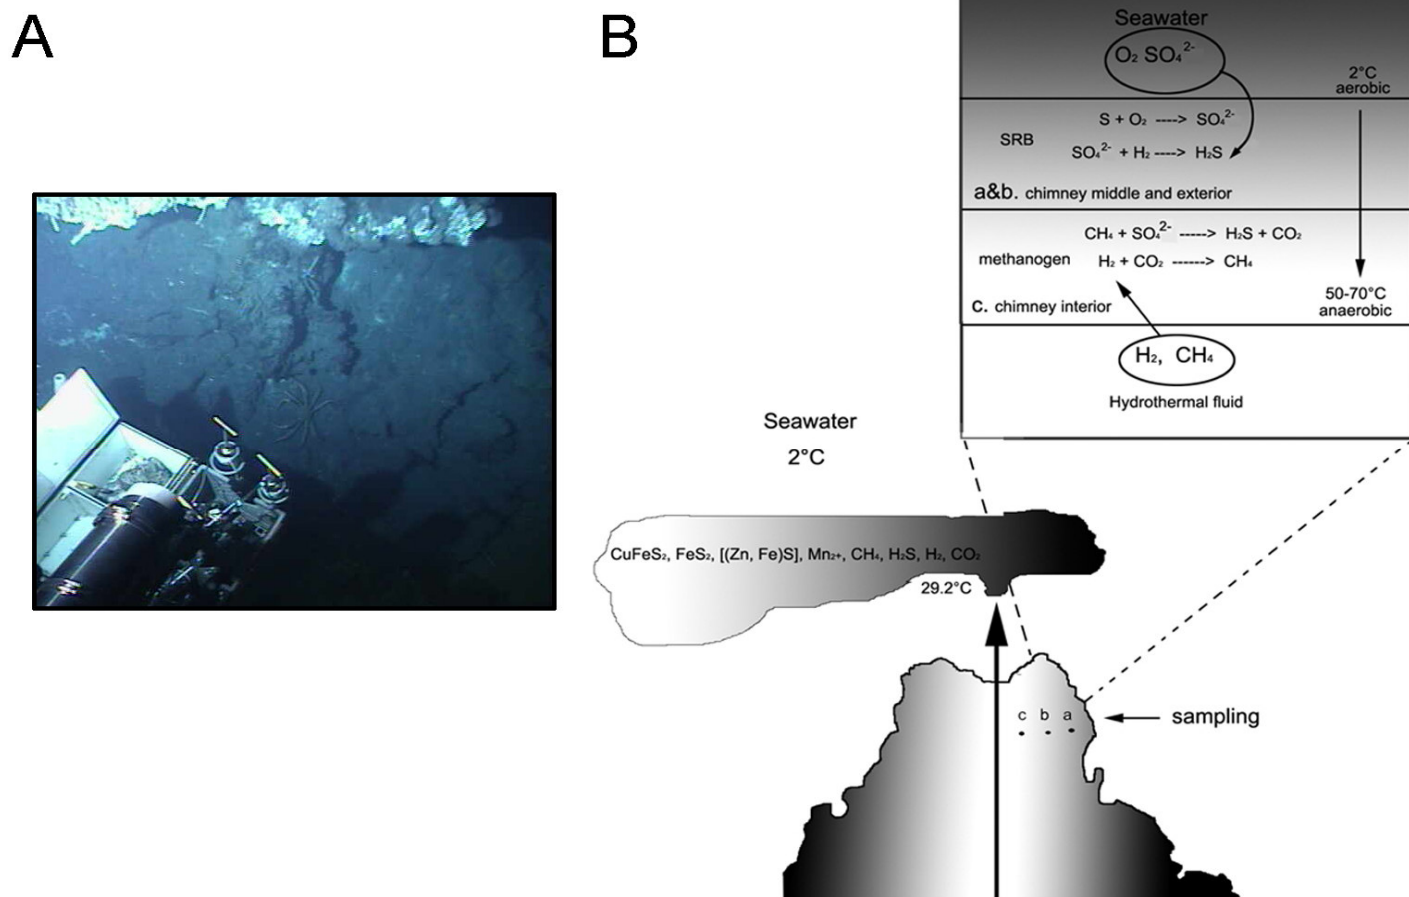 A
B
Seawater
O₂ SO₄²⁻
2°C
aerobic
S + O₂ ----> SO₄²⁻
SRB
SO₄²⁻ + H₂ ----> H₂S
a&b. chimney middle and exterior
CH₄ + SO₄²⁻ -----> H₂S + CO₂
methanogen
H₂ + CO₂ ------> CH₄
50-70°C
anaerobic
c. chimney interior
H₂, CH₄
Hydrothermal fluid
Seawater
2°C
CuFeS₂, FeS₂, [(Zn, Fe)S], Mn₂₊, CH₄, H₂S, H₂, CO₂
29.2°C
c b a
sampling